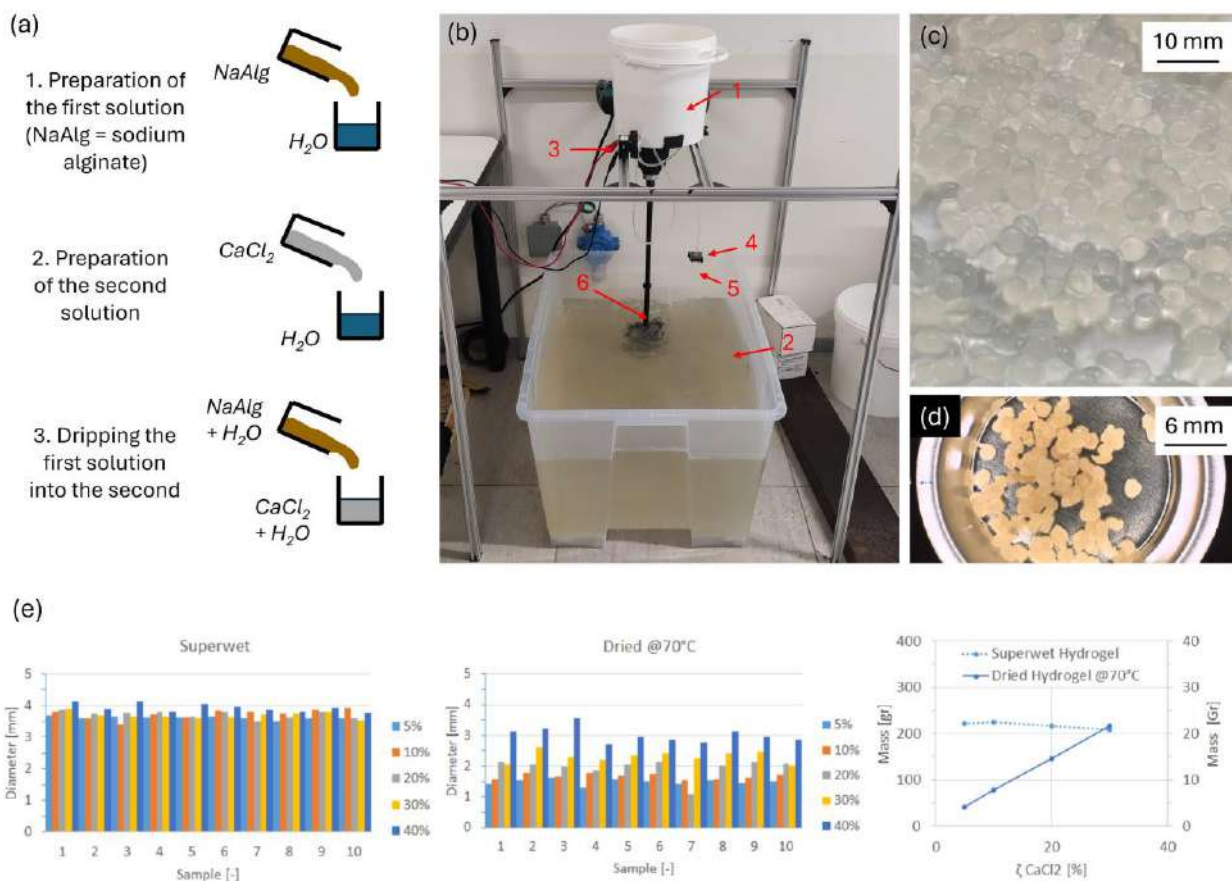 (a)
1. Preparation of
the first solution
(NaAlg = sodium
alginate)
NaAlg
H₂O
2. Preparation
of the second
solution
CaCl₂
H₂O
3. Dripping the
first solution
into the second
NaAlg
+ H₂O
CaCl₂
+ H₂O
(b)
1
3
4
5
6
2
(c)
10 mm
(d)
6 mm
(e)
Superwet
Diameter [mm]
5
4
3
2
1
0
1 2 3 4 5 6 7 8 9 10
Sample [-]
5%
10%
20%
30%
40%
Dried @70°C
Diameter [mm]
5
4
3
2
1
0
1 2 3 4 5 6 7 8 9 10
Sample [-]
5%
10%
20%
30%
40%
Mass [gr]
400
300
200
100
0
Superwet Hydrogel
Dried Hydrogel @70°C
40
30
20
10
0
Mass [Gr]
0 20 40
ζ CaCl2 [%]